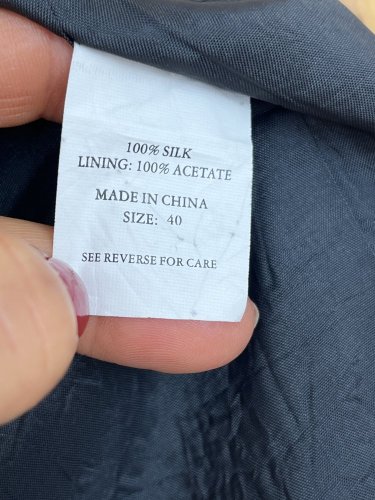 100% SILK
LINING: 100% ACETATE
MADE IN CHINA
SIZE: 40
SEE REVERSE FOR CARE